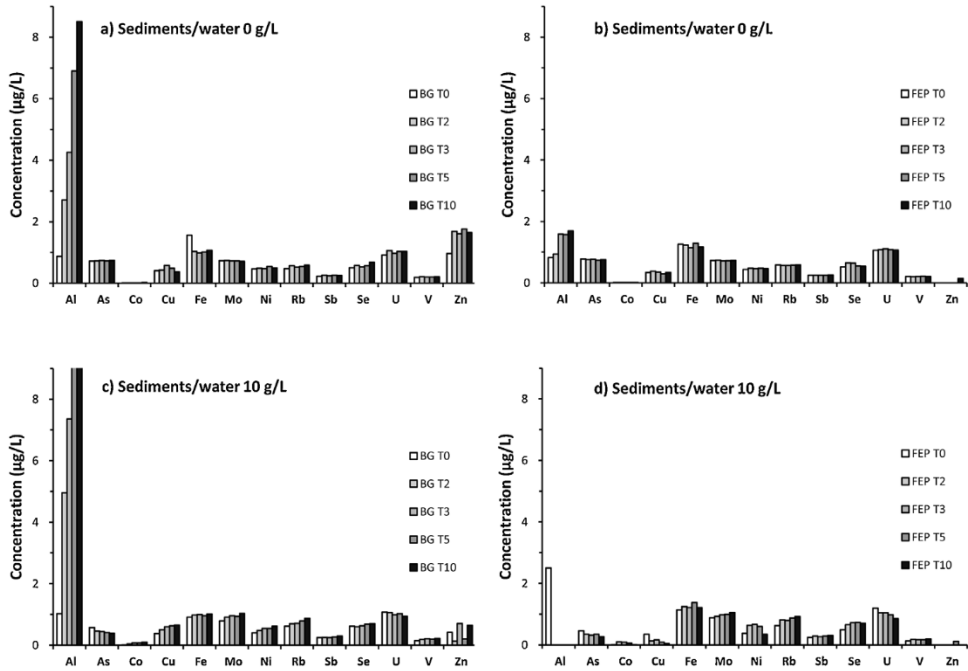 a) Sediments/water 0 g/L
Concentration (µg/L)
8
6
4
2
0
BG T0
BG T2
BG T3
BG T5
BG T10
Al As Co Cu Fe Mo Ni Rb Sb Se U V Zn
b) Sediments/water 0 g/L
Concentration (µg/L)
8
6
4
2
0
FEP T0
FEP T2
FEP T3
FEP T5
FEP T10
Al As Co Cu Fe Mo Ni Rb Sb Se U V Zn
c) Sediments/water 10 g/L
Concentration (µg/L)
8
6
4
2
0
BG T0
BG T2
BG T3
BG T5
BG T10
Al As Co Cu Fe Mo Ni Rb Sb Se U V Zn
d) Sediments/water 10 g/L
Concentration (µg/L)
8
6
4
2
0
FEP T0
FEP T2
FEP T3
FEP T5
FEP T10
Al As Co Cu Fe Mo Ni Rb Sb Se U V Zn